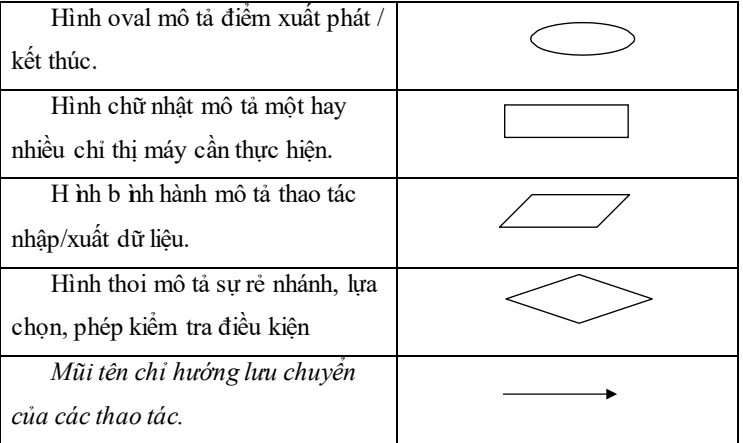 Hình oval mô tả điểm xuất phát /
kết thúc.
Hình chữ nhật mô tả một hay
nhiều chỉ thị máy cần thực hiện.
H ình b ình hành mô tả thao tác
nhập/xuất dữ liệu.
Hình thoi mô tả sự rẻ nhánh, lựa
chọn, phép kiểm tra điều kiện
Mũi tên chỉ hướng lưu chuyển
của các thao tác.